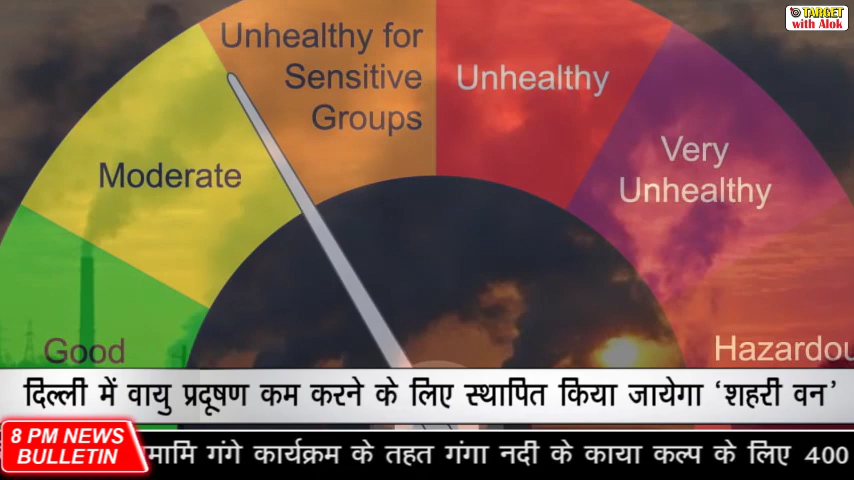 TARGET
with Alok
Unhealthy for
Sensitive
Groups
Unhealthy
Moderate
Very
Unhealthy
Good
Hazardou
दिल्ली में वायु प्रदूषण कम करने के लिए स्थापित किया जायेगा ‘शहरी वन’
8 PM NEWS
BULLETIN
मामि गंगे कार्यक्रम के तहत गंगा नदी के काया कल्प के लिए 400